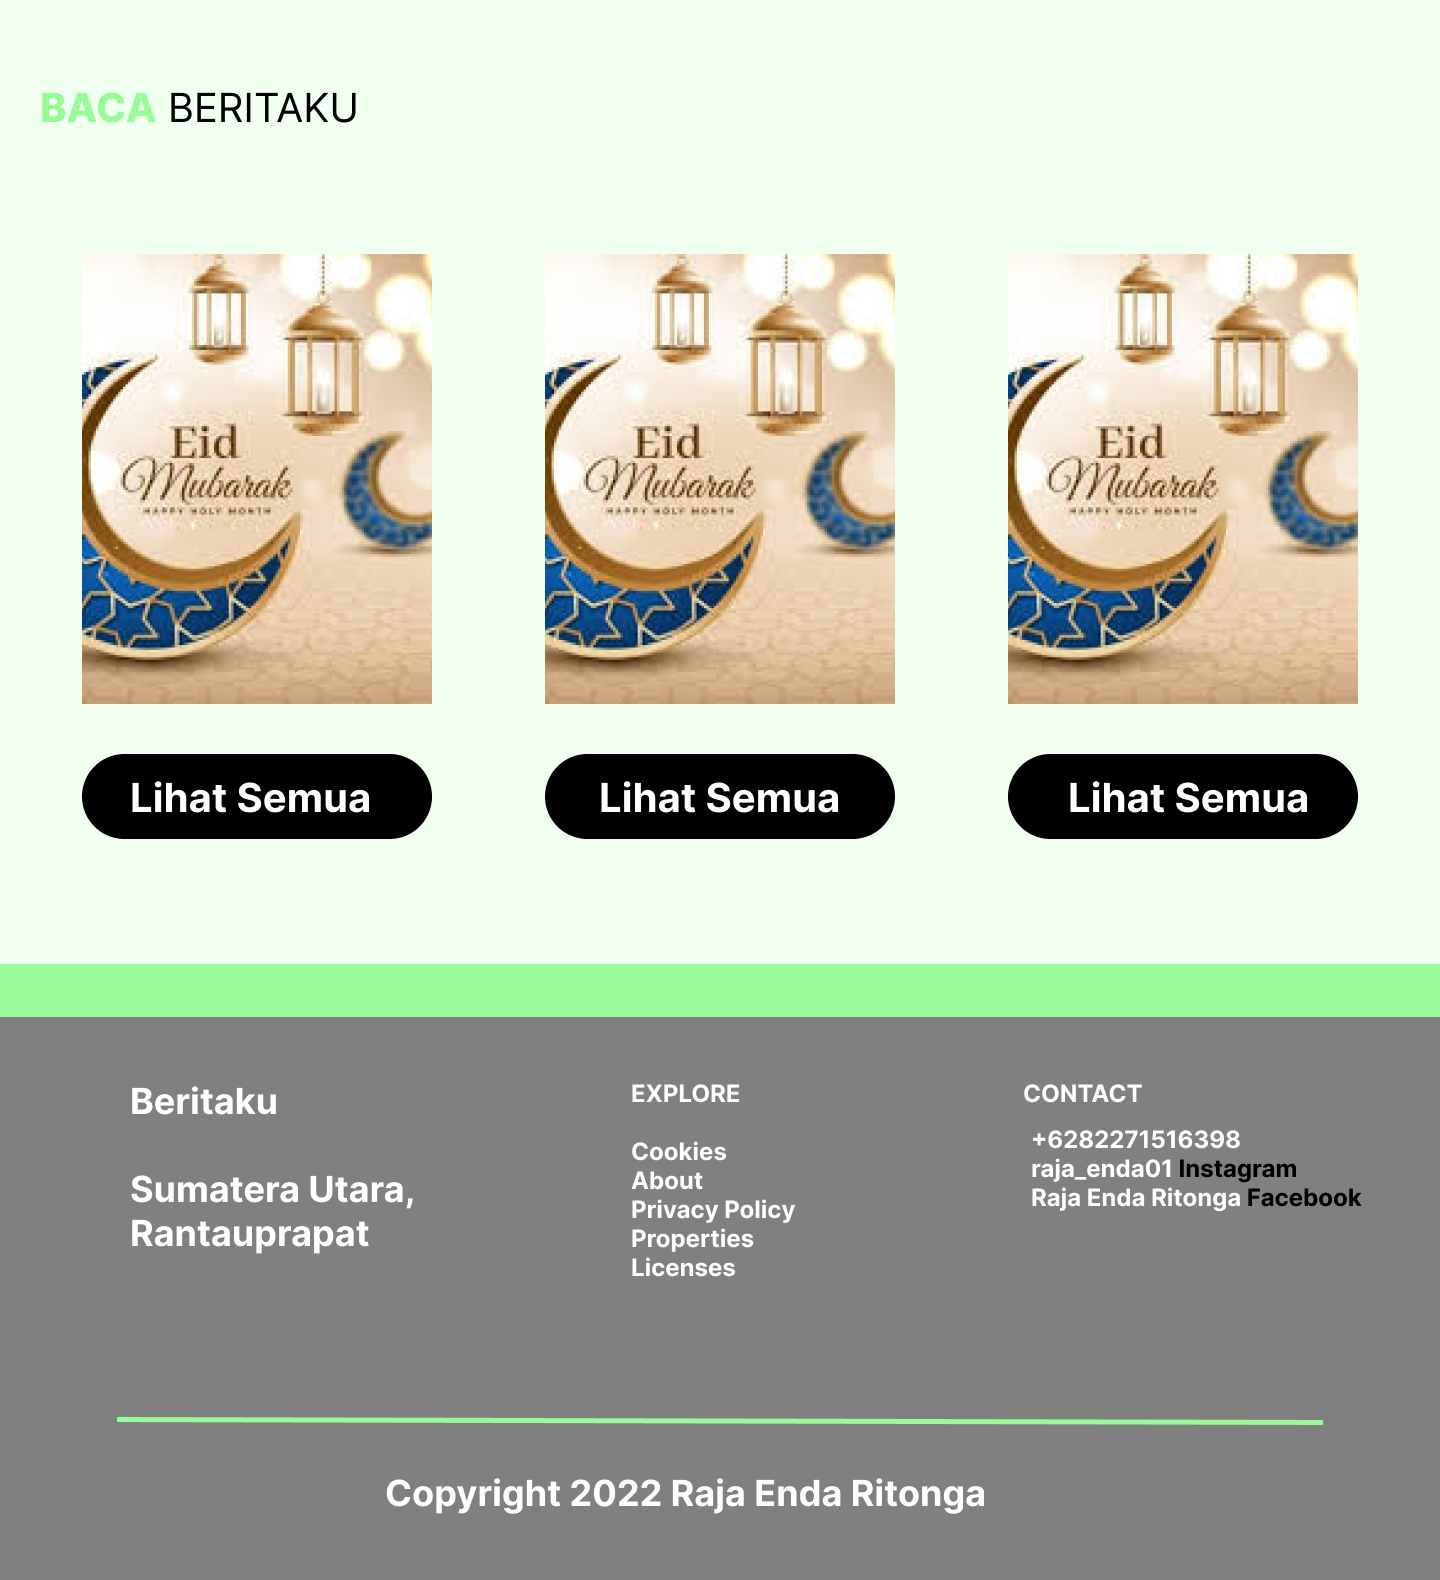 BACA BERITAKU
Eid
Mubarak
HAPPY HOLY MONTH
Eid
Mubarak
HAPPY HOLY MONTH
Eid
Mubarak
HAPPY HOLY MONTH
Lihat Semua
Lihat Semua
Lihat Semua
Beritaku
Sumatera Utara,
Rantauprapat
EXPLORE
Cookies
About
Privacy Policy
Properties
Licenses
CONTACT
+6282271516398
raja_enda01 Instagram
Raja Enda Ritonga Facebook
Copyright 2022 Raja Enda Ritonga